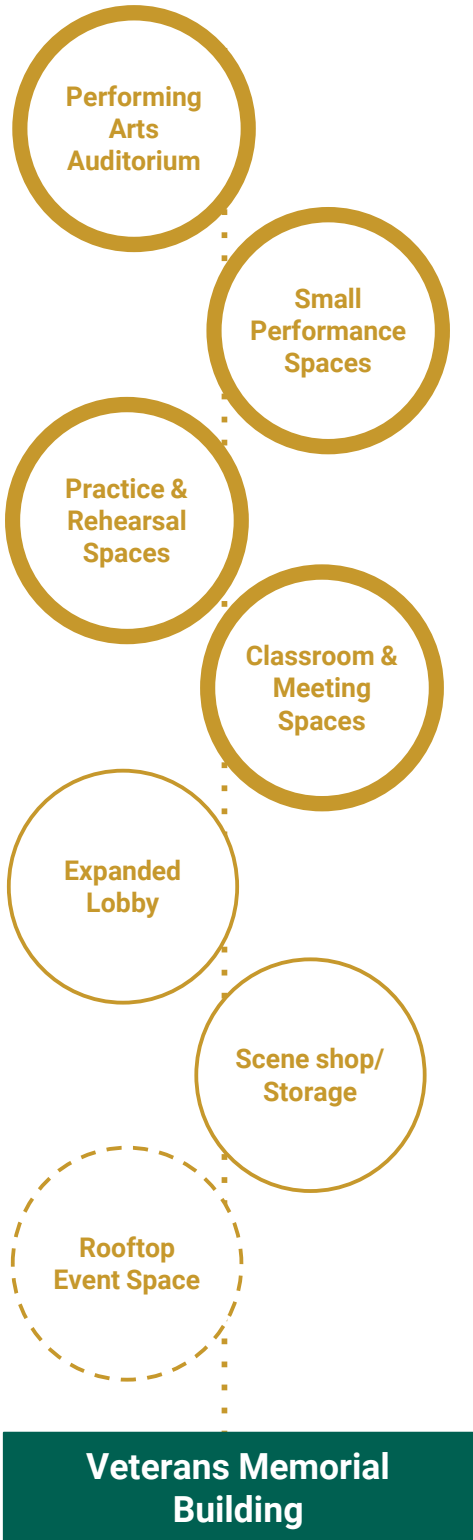 Performing
Arts
Auditorium
Small
Performance
Spaces
Practice &
Rehearsal
Spaces
Classroom &
Meeting
Spaces
Expanded
Lobby
Scene shop/
Storage
Rooftop
Event Space
Veterans Memorial
Building